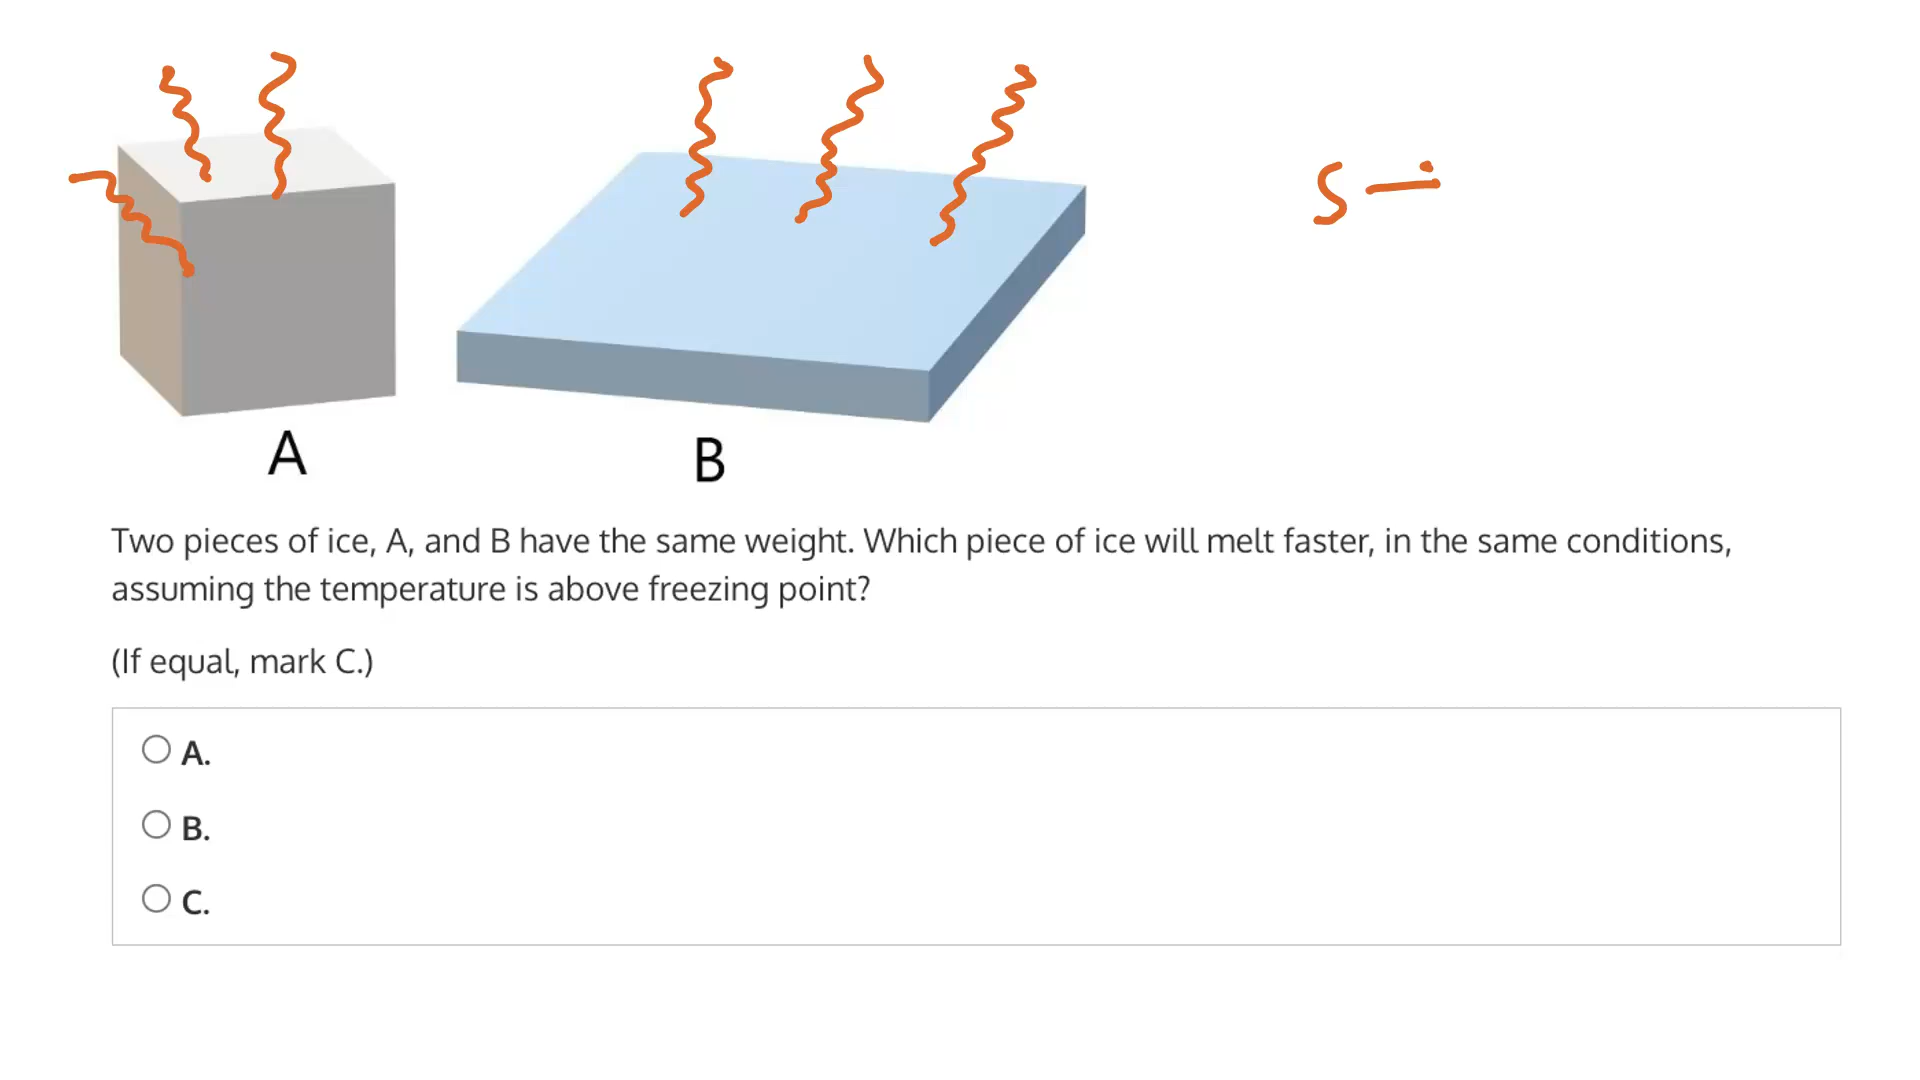 S
A
B
Two pieces of ice, A, and B have the same weight. Which piece of ice will melt faster, in the same conditions,
assuming the temperature is above freezing point?
(If equal, mark C.)
A.
B.
C.